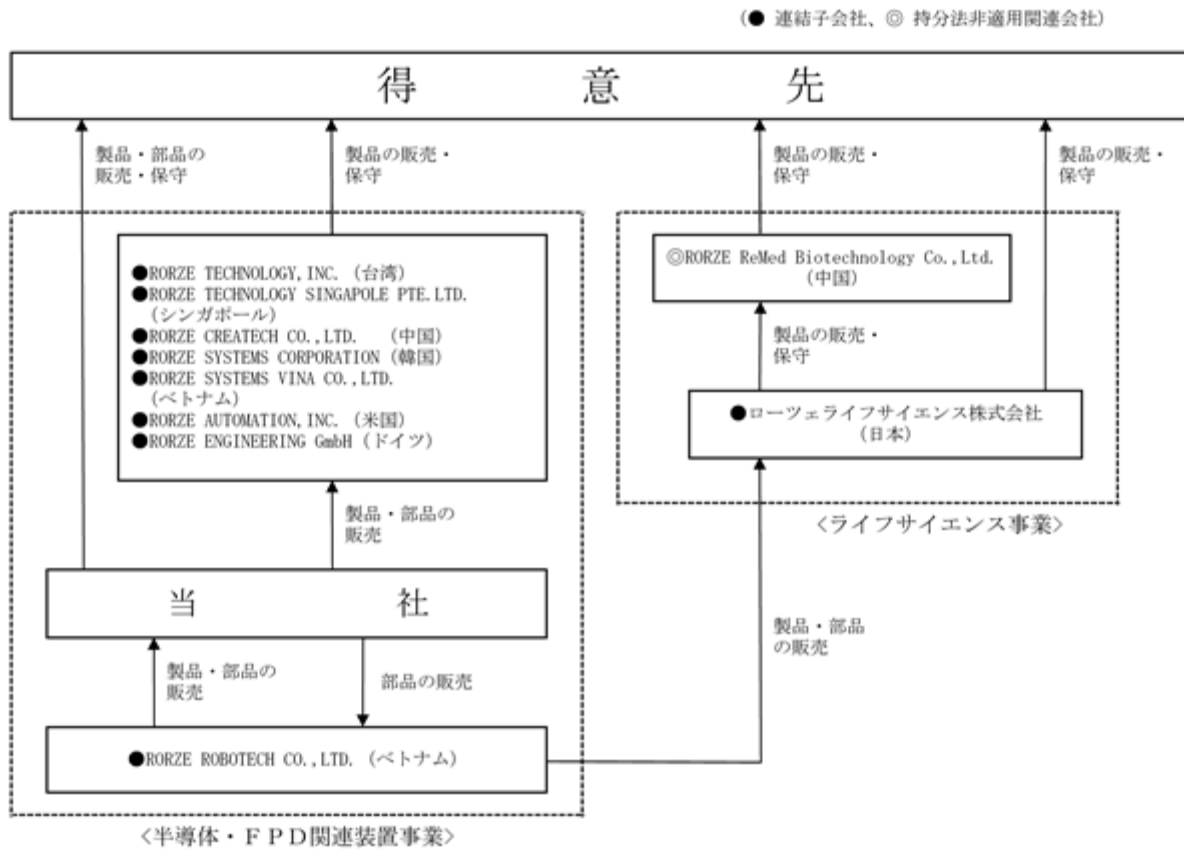 (● 連結子会社、◎ 持分法非適用関連会社)
得意先
製品・部品の
販売・保守
製品の販売・
保守
製品の販売・
保守
製品の販売・
保守
●RORZE TECHNOLOGY,INC. (台湾)
●RORZE TECHNOLOGY SINGAPOLE PTE.LTD.
(シンガポール)
●RORZE CREATECH CO.,LTD. (中国)
●RORZE SYSTEMS CORPORATION (韓国)
●RORZE SYSTEMS VINA CO.,LTD.
(ベトナム)
●RORZE AUTOMATION,INC. (米国)
●RORZE ENGINEERING GmbH (ドイツ)
◎RORZE ReMed Biotechnology Co.,Ltd.
(中国)
製品の販売・
保守
●ローツェライフサイエンス株式会社
(日本)
<ライフサイエンス事業>
製品・部品の
販売
当社
製品・部品の
販売
部品の販売
製品・部品
の販売
●RORZE ROBOTECH CO.,LTD. (ベトナム)
<半導体・FPD関連装置事業>